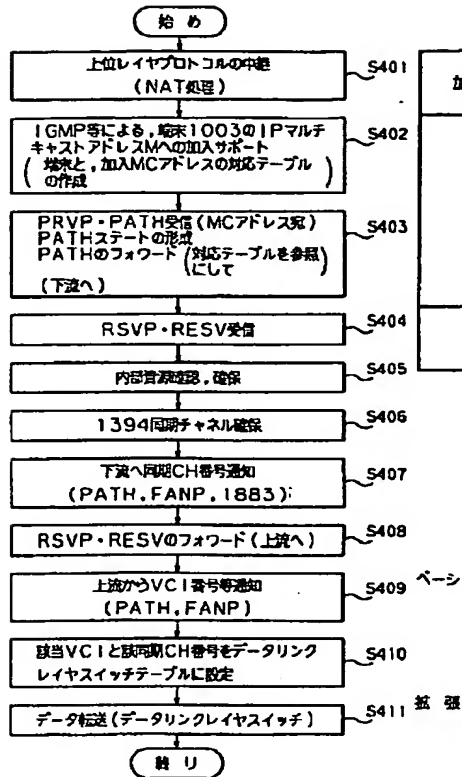 始め
上位レイヤプロトコルの中継
(NAT処理)
S401
IGMP等による,端末1003のIPマルチ
キャストアドレスMへの加入サポート
(端末と,加入MCアドレスの対応テーブル
の作成)
S402
PRVP・PATH受信(MCアドレス宛)
PATHステートの形成
PATHのフォワード(対応テーブルを参照
にして)
(下流へ)
S403
RSVP・RESV受信
S404
内部資源確認,確保
S405
1394同期チャネル確保
S406
下流へ同期CH番号通知
(PATH,FANP,1883);
S407
RSVP・RESVのフォワード(上流へ)
S408
上流からVCI番号等通知
(PATH,FANP)
S409
該当VCIと該同期CH番号をデータリンク
レイヤスイッチテーブルに設定
S410
データ転送(データリンクレイヤスイッチ)
S411
終り
加
ベーシ
拡張